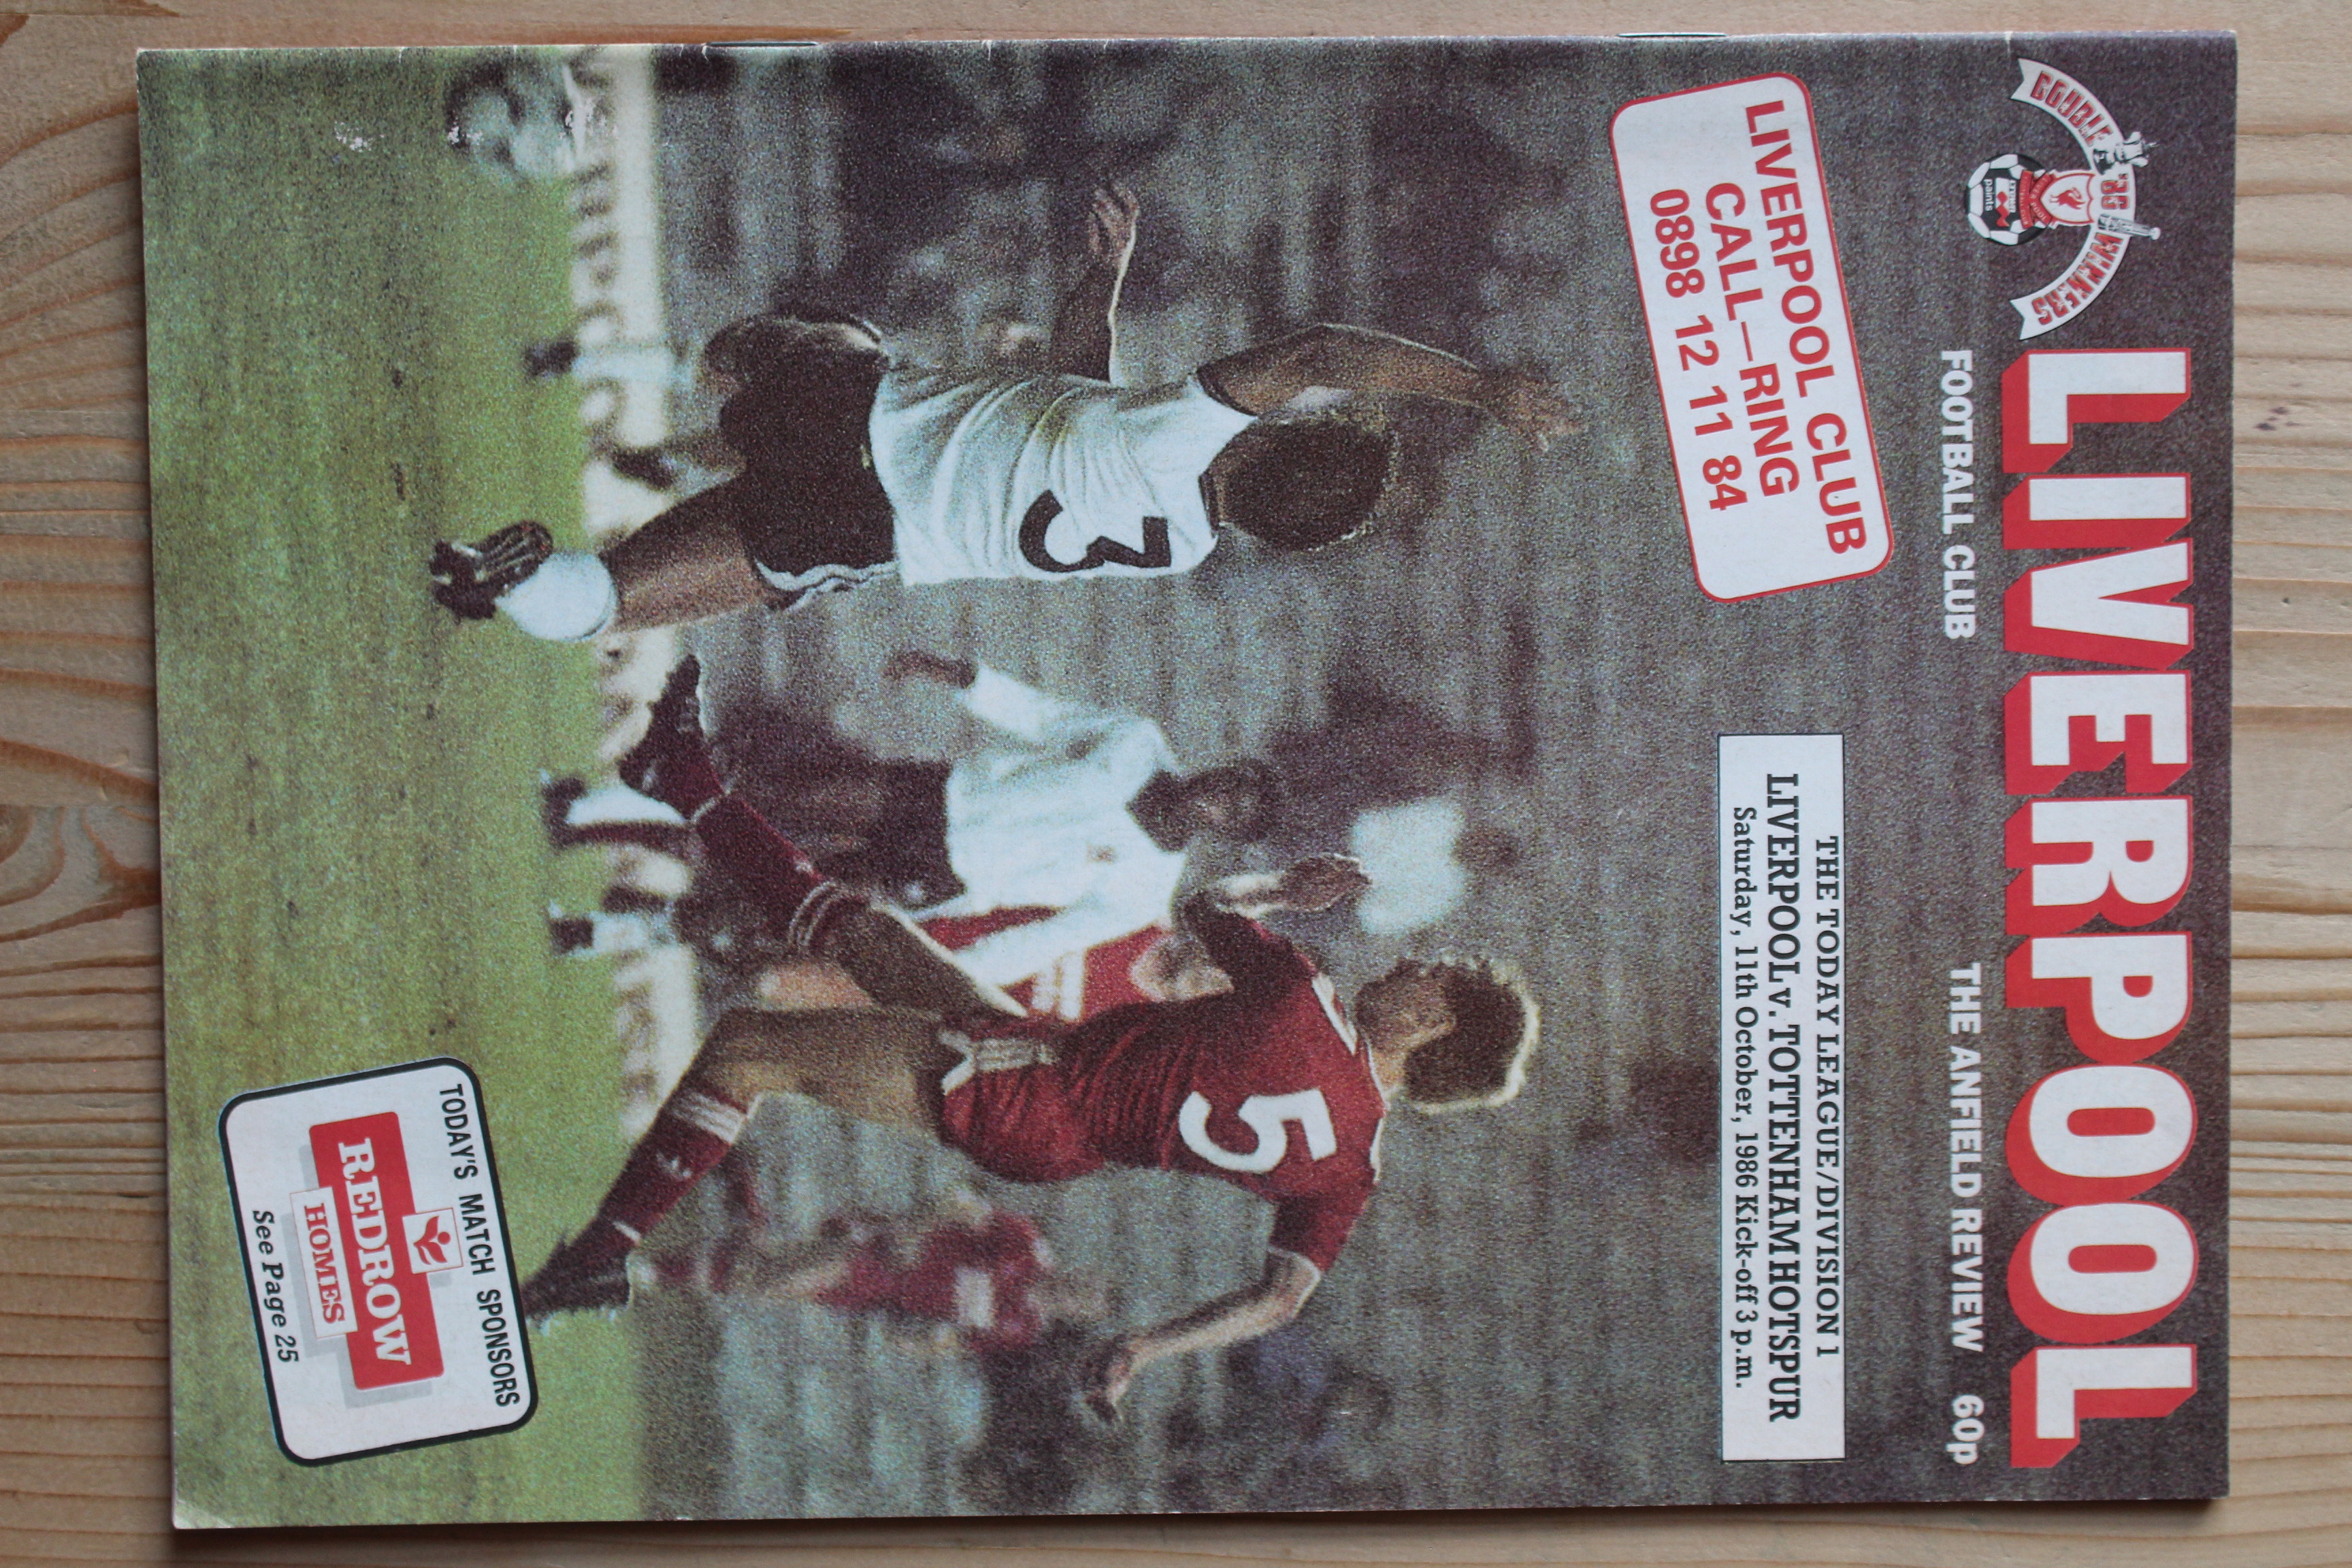 DOUBLE '86 WINNERS
LIVERPOOL
FOOTBALL CLUB THE ANFIELD REVIEW 60p
LIVERPOOL CLUB
CALL—RING
0898 12 11 84
THE TODAY LEAGUE/DIVISION 1
LIVERPOOL v. TOTTENHAM HOTSPUR
Saturday, 11th October, 1986 Kick-off 3 p.m.
3
5
TODAY'S MATCH SPONSORS
REDROW
HOMES
See Page 25
paints